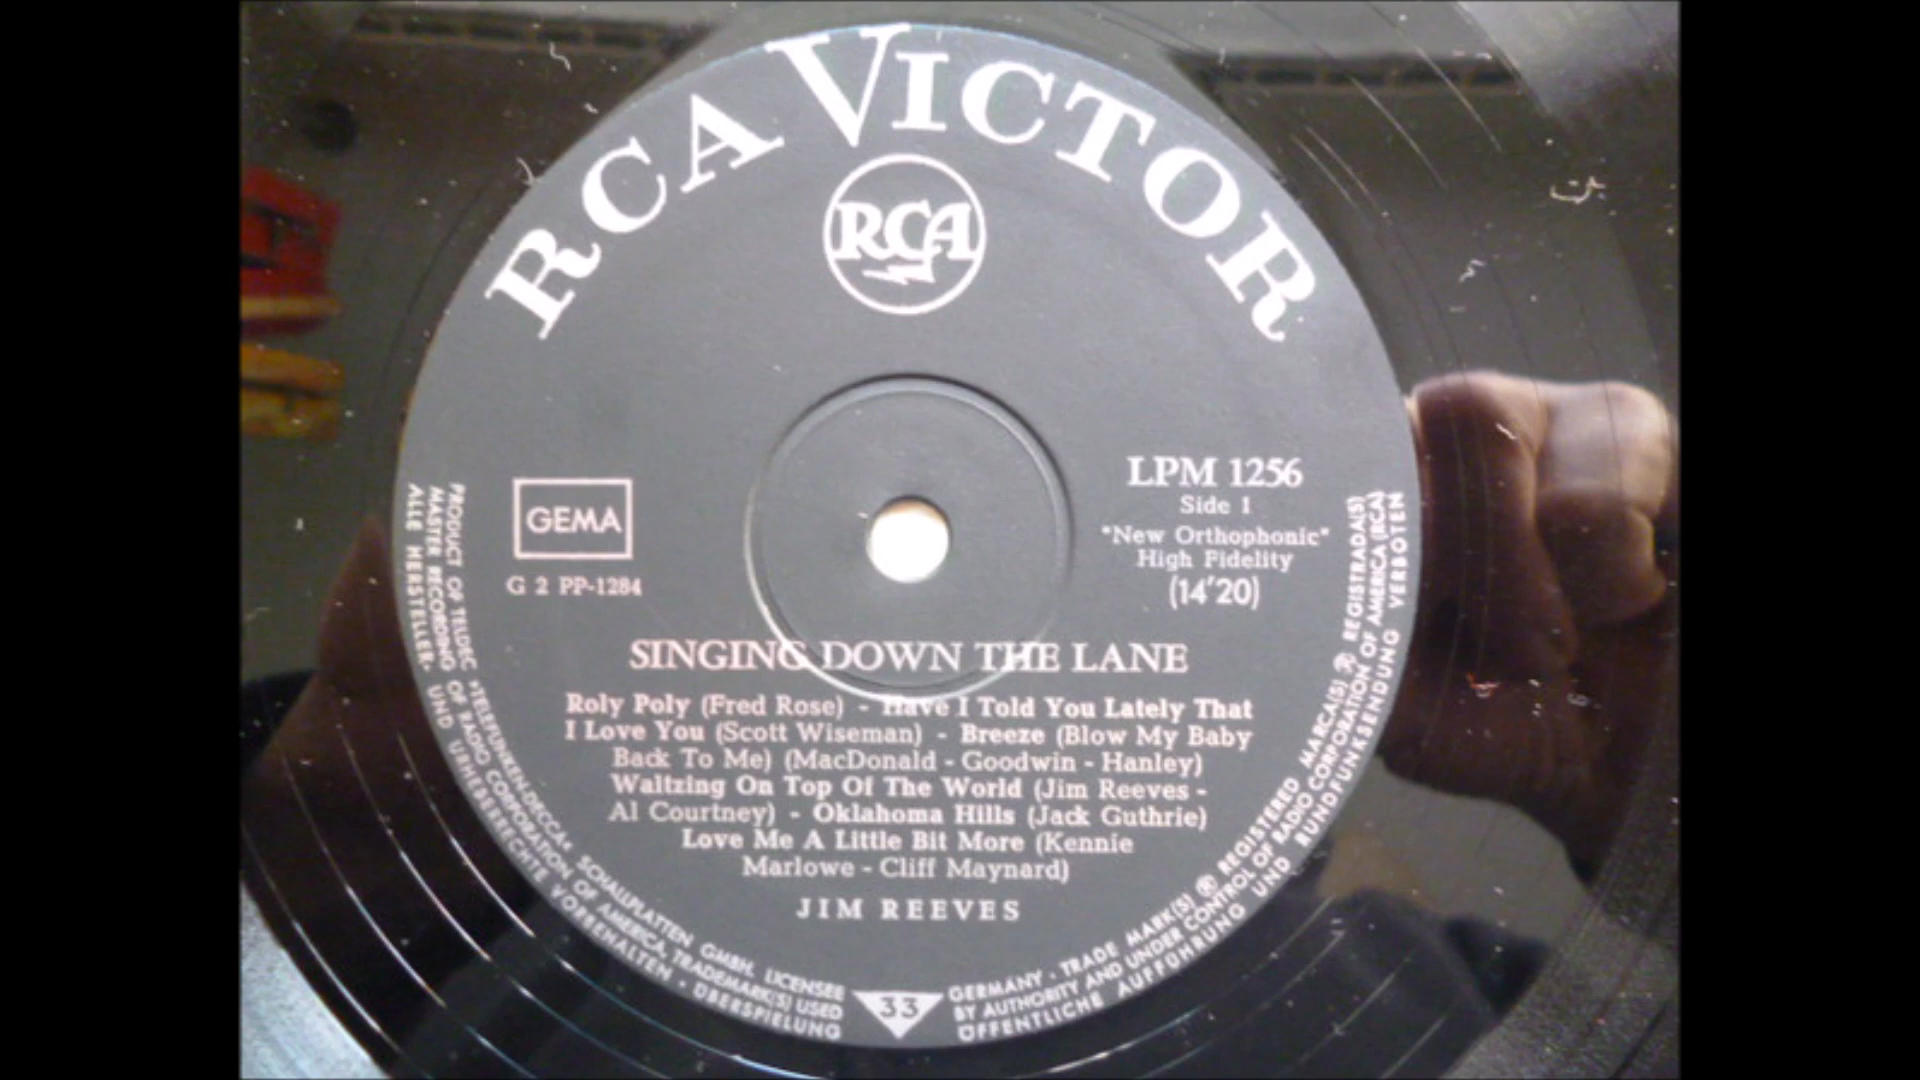 RCA VICTOR
RCA
LPM 1256
Side 1
"New Orthophonic"
High Fidelity
(14'20)
GEMA
G 2 PP-1284
SINGING DOWN THE LANE
Roly Poly (Fred Rose) - Have I Told You Lately That
I Love You (Scott Wiseman) - Breeze (Blow My Baby
Back To Me) (MacDonald - Goodwin - Hanley)
Waltzing On Top Of The World (Jim Reeves -
Al Courtney) - Oklahoma Hills (Jack Guthrie)
Love Me A Little Bit More (Kennie
Marlowe - Cliff Maynard)
JIM REEVES
33
PRODUCT OF TELDEC »TELEFUNKEN-DECCA« SCHALLPLATTEN GMBH. LICENSEE GERMANY · TRADE MARK(S) ® REGISTERED MARCA(S) ® REGISTRADA(S)
MASTER RECORDING OF RADIO CORPORATION OF AMERICA, TRADEMARK(S) USED BY AUTHORITY AND UNDER CONTROL OF RADIO CORPORATION OF AMERICA (RCA)
ALLE HERSTELLER- UND URHEBERRECHTE VORBEHALTEN · ÜBERSPIELUNG ÖFFENTLICHE AUFFÜHRUNG UND RUNDFUNKSENDUNG VERBOTEN